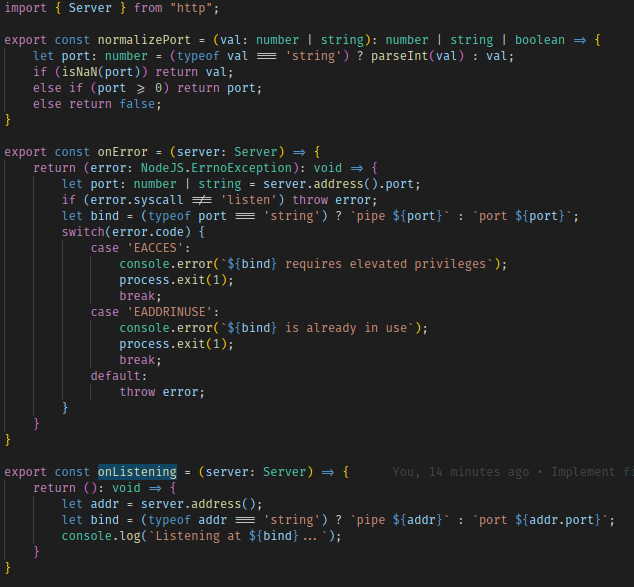 import { Server } from "http";

export const normalizePort = (val: number | string): number | string | boolean => {
    let port: number = (typeof val === 'string') ? parseInt(val) : val;
    if (isNaN(port)) return val;
    else if (port >= 0) return port;
    else return false;
}

export const onError = (server: Server) => {
    return (error: NodeJS.ErrnoException): void => {
        let port: number | string = server.address().port;
        if (error.syscall !== 'listen') throw error;
        let bind = (typeof port === 'string') ? `pipe ${port}` : `port ${port}`;
        switch(error.code) {
            case 'EACCES':
                console.error(`${bind} requires elevated privileges`);
                process.exit(1);
                break;
            case 'EADDRINUSE':
                console.error(`${bind} is already in use`);
                process.exit(1);
                break;
            default:
                throw error;
        }
    }
}

export const onListening = (server: Server) => {      You, 14 minutes ago • Implement
    return (): void => {
        let addr = server.address();
        let bind = (typeof addr === 'string') ? `pipe ${addr}` : `port ${addr.port}`;
        console.log(`Listening at ${bind}...`);
    }
}